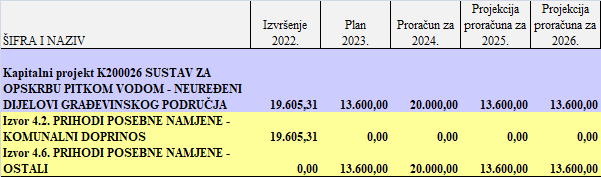 ŠIFRA I NAZIV Izvršenje 2022. Plan 2023. Proračun za 2024. Projekcija proračuna za 2025. Projekcija proračuna za 2026.
Kapitalni projekt K200026 SUSTAV ZA
OPSKRBU PITKOM VODOM - NEUREĐENI
DIJELOVI GRAĐEVINSKOG PODRUČJA 19.605,31 13.600,00 20.000,00 13.600,00 13.600,00
Izvor 4.2. PRIHODI POSEBNE NAMJENE -
KOMUNALNI DOPRINOS 19.605,31 0,00 0,00 0,00 0,00
Izvor 4.6. PRIHODI POSEBNE NAMJENE -
OSTALI 0,00 13.600,00 20.000,00 13.600,00 13.600,00